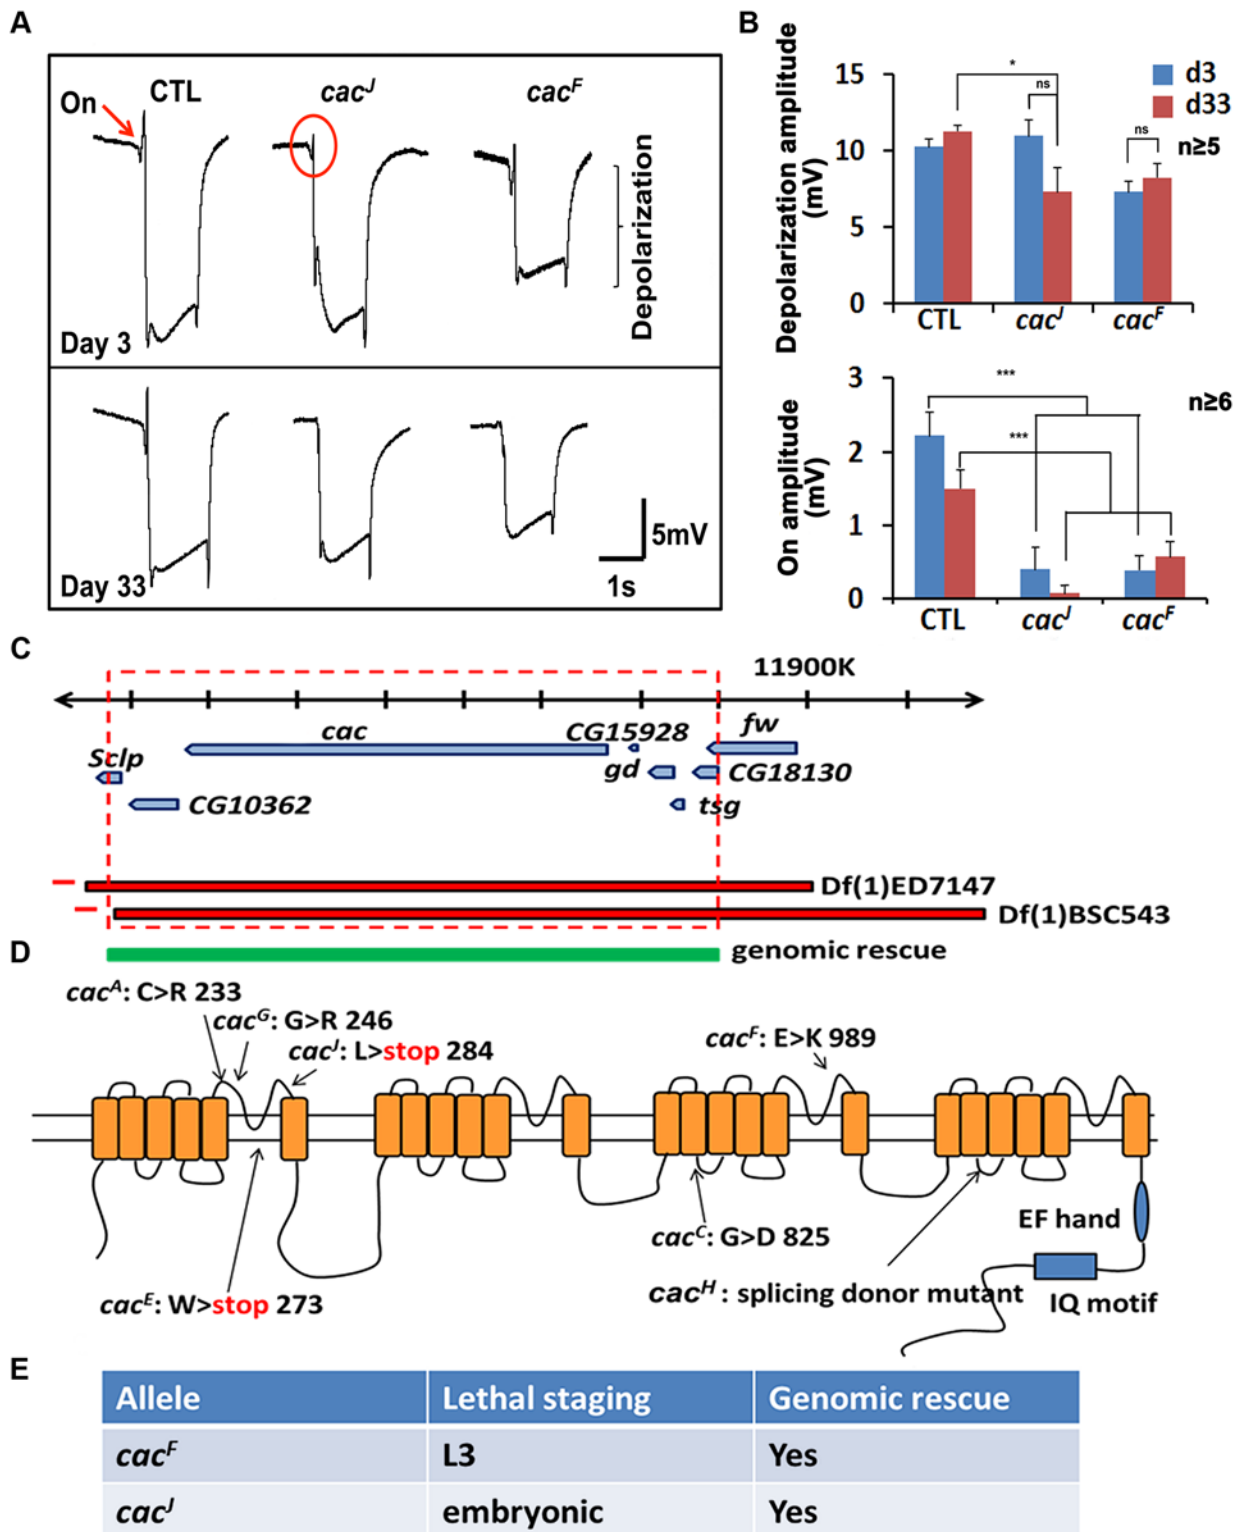 A
On
CTL
cacJ
cacF
Depolarization
Day 3
Day 33
5mV
1s
B
Depolarization amplitude
(mV)
15
10
5
0
*
ns
ns
d3
d33
n≥5
CTL
cacJ
cacF
On amplitude
(mV)
3
2
1
0
***
***
n≥6
CTL
cacJ
cacF
C
11900K
cac
CG15928
fw
Sclp
gd
CG18130
CG10362
tsg
Df(1)ED7147
Df(1)BSC543
genomic rescue
D
cacA: C>R 233
cacG: G>R 246
cacJ: L>stop 284
cacF: E>K 989
cacE: W>stop 273
cacC: G>D 825
cacH : splicing donor mutant
EF hand
IQ motif
E
Allele Lethal staging Genomic rescue
cacF L3 Yes
cacJ embryonic Yes